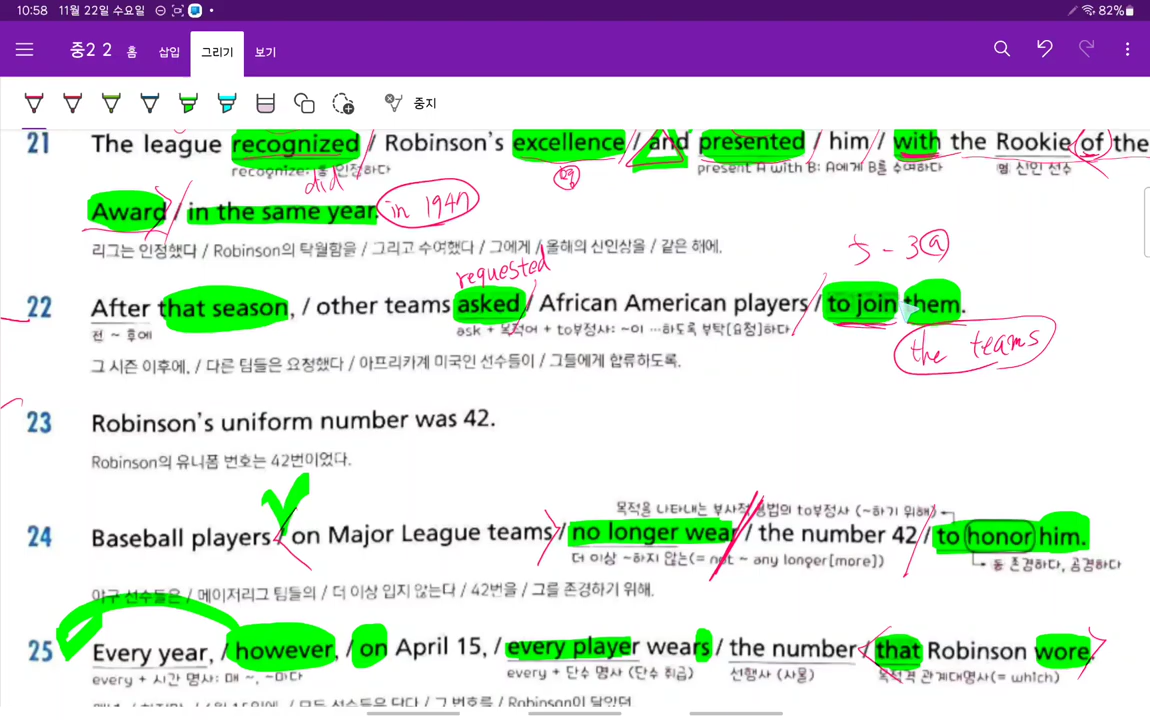 10:58 11월 22일 수요일 82%
중2 2 홈 삽입 그리기 보기
중지
21 The league recognized / Robinson's excellence / and presented / him / with the Rookie of the
recognize: 동 인정하다 present A with B: A에게 B를 수여하다 명 신인 선수
did
Award / in the same year. in 1947
리그는 인정했다 / Robinson의 탁월함을 / 그리고 수여했다 / 그에게 / 올해의 신인상을 / 같은 해에.
5 - 3 a
requested
22 After that season, / other teams asked / African American players / to join them.
전 ~ 후에 ask + 목적어 + to부정사: ~이 …하도록 부탁[요청]하다
the teams
그 시즌 이후에, / 다른 팀들은 요청했다 / 아프리카계 미국인 선수들이 / 그들에게 합류하도록.
23 Robinson's uniform number was 42.
Robinson의 유니폼 번호는 42번이었다.
목적을 나타내는 부사적 용법의 to부정사 (~하기 위해)
24 Baseball players / on Major League teams / no longer wear / the number 42 / to honor him.
더 이상 ~하지 않는(= not ~ any longer[more]) 동 존경하다, 공경하다
야구 선수들은 / 메이저리그 팀들의 / 더 이상 입지 않는다 / 42번을 / 그를 존경하기 위해.
25 Every year, / however, / on April 15, / every player wears / the number / that Robinson wore.
every + 시간 명사: 매 ~, ~마다 every + 단수 명사 (단수 취급) 선행사 (사물) 목적격 관계대명사(= which)